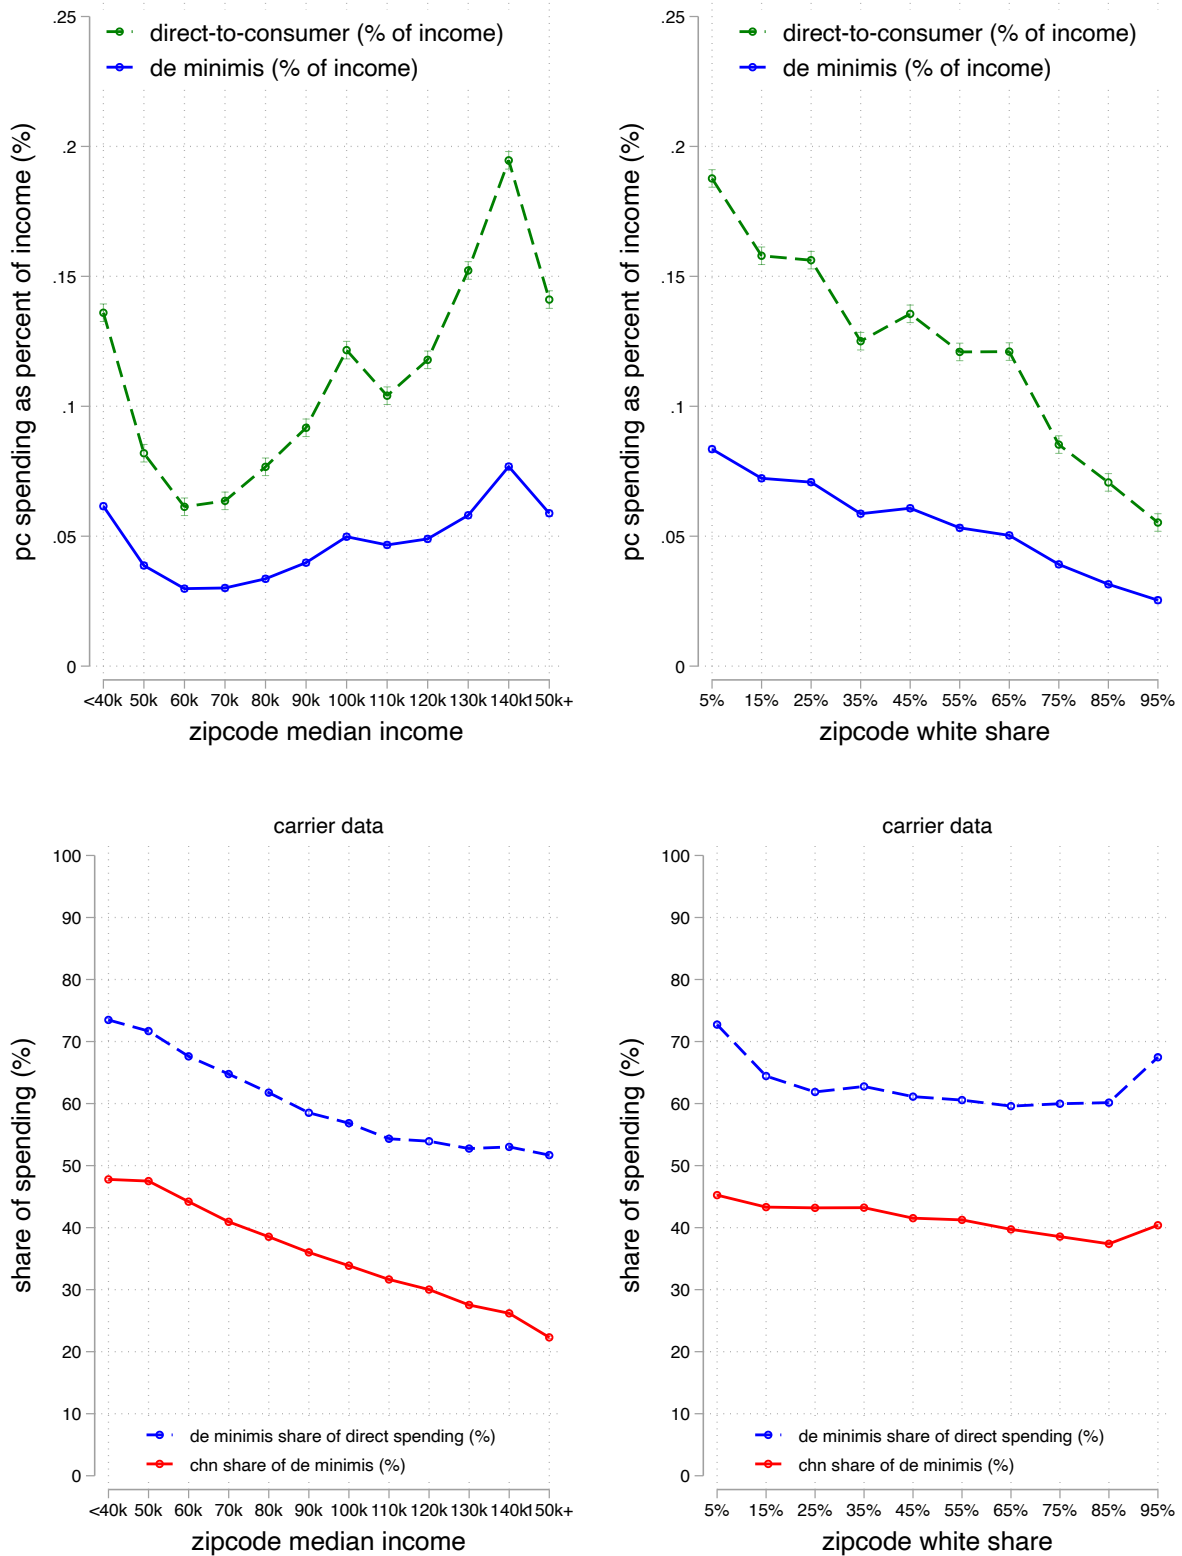 direct-to-consumer (% of income)
de minimis (% of income)
pc spending as percent of income (%)
.25
.2
.15
.1
.05
0
<40k 50k 60k 70k 80k 90k 100k 110k 120k 130k 140k 150k+
zipcode median income
direct-to-consumer (% of income)
de minimis (% of income)
pc spending as percent of income (%)
.25
.2
.15
.1
.05
0
5% 15% 25% 35% 45% 55% 65% 75% 85% 95%
zipcode white share
carrier data
share of spending (%)
100
90
80
70
60
50
40
30
20
10
0
de minimis share of direct spending (%)
chn share of de minimis (%)
<40k 50k 60k 70k 80k 90k 100k 110k 120k 130k 140k 150k+
zipcode median income
carrier data
share of spending (%)
100
90
80
70
60
50
40
30
20
10
0
de minimis share of direct spending (%)
chn share of de minimis (%)
5% 15% 25% 35% 45% 55% 65% 75% 85% 95%
zipcode white share